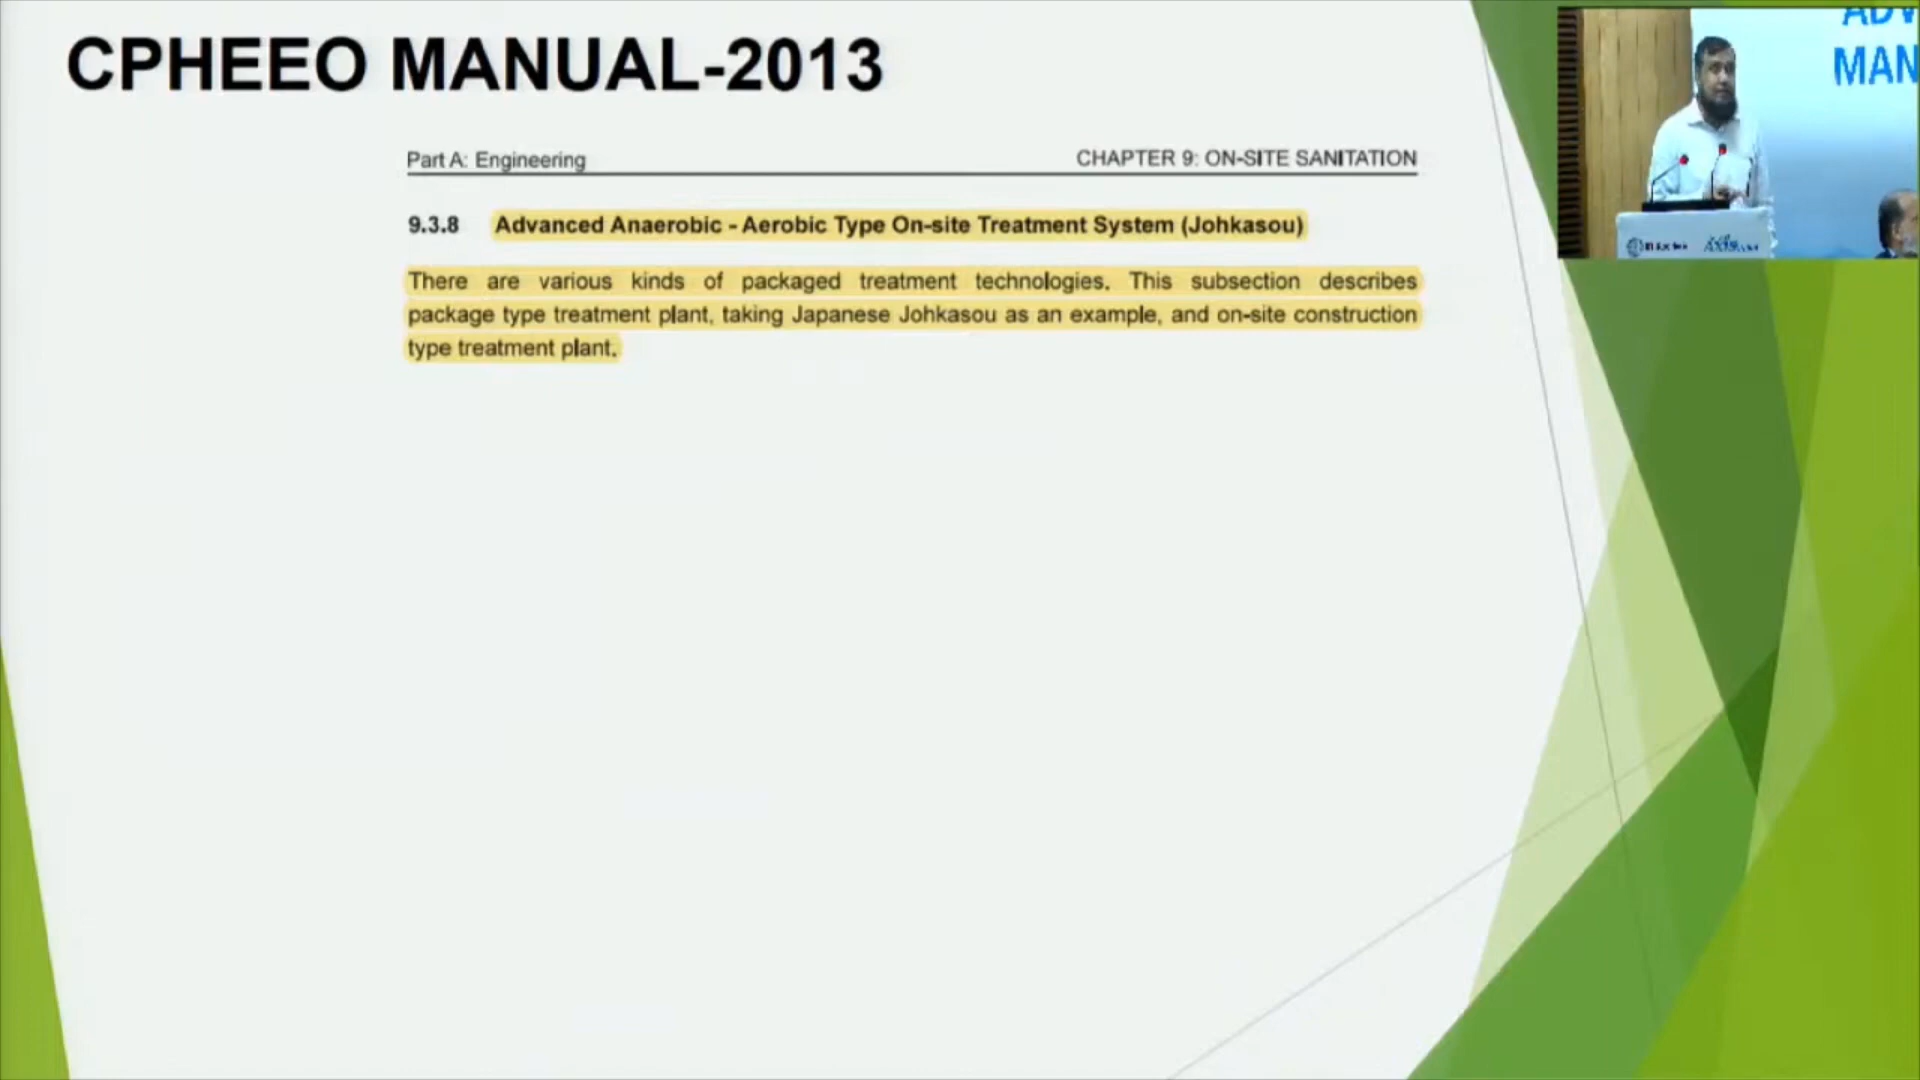 CPHEEO MANUAL-2013
Part A: Engineering
CHAPTER 9: ON-SITE SANITATION
9.3.8 Advanced Anaerobic - Aerobic Type On-site Treatment System (Johkasou)
There are various kinds of packaged treatment technologies. This subsection describes
package type treatment plant, taking Japanese Johkasou as an example, and on-site construction
type treatment plant.
MAN